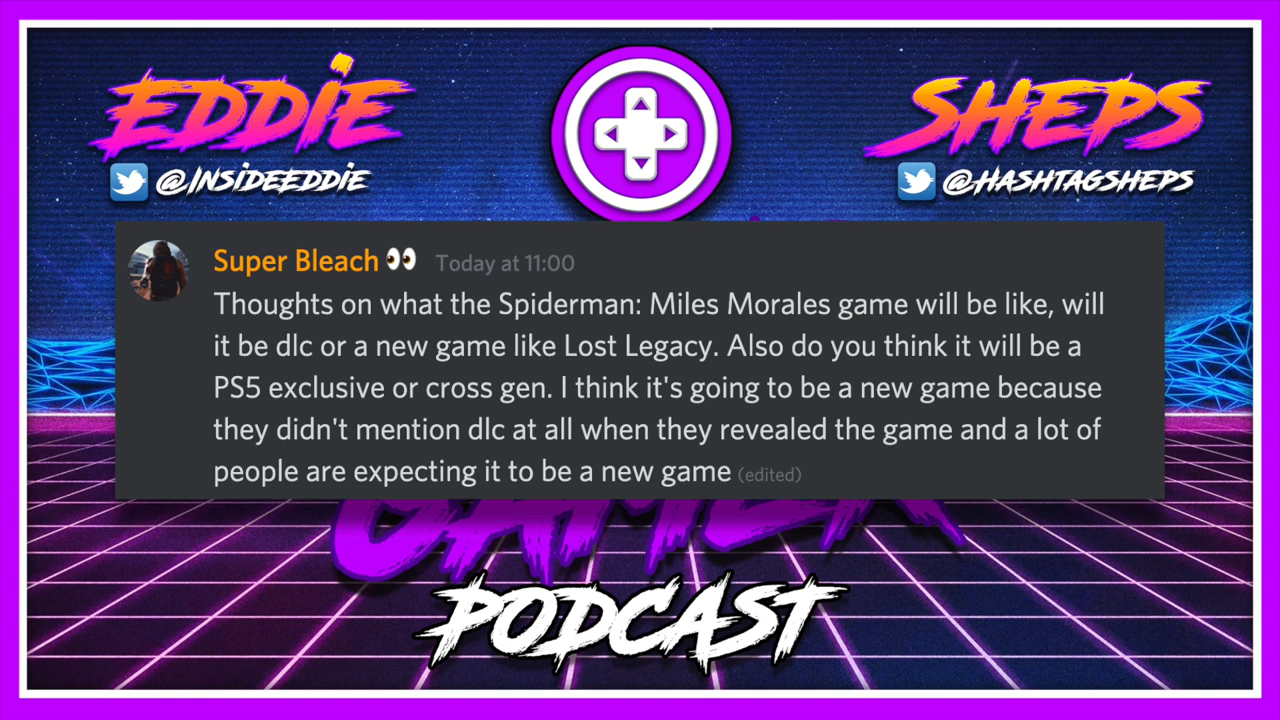 EDDIE
SHEPS
@INSIDEEDDIE
@HASHTAGSHEPS
Super Bleach 👀 Today at 11:00
Thoughts on what the Spiderman: Miles Morales game will be like, will
it be dlc or a new game like Lost Legacy. Also do you think it will be a
PS5 exclusive or cross gen. I think it's going to be a new game because
they didn't mention dlc at all when they revealed the game and a lot of
people are expecting it to be a new game (edited)
PODCAST